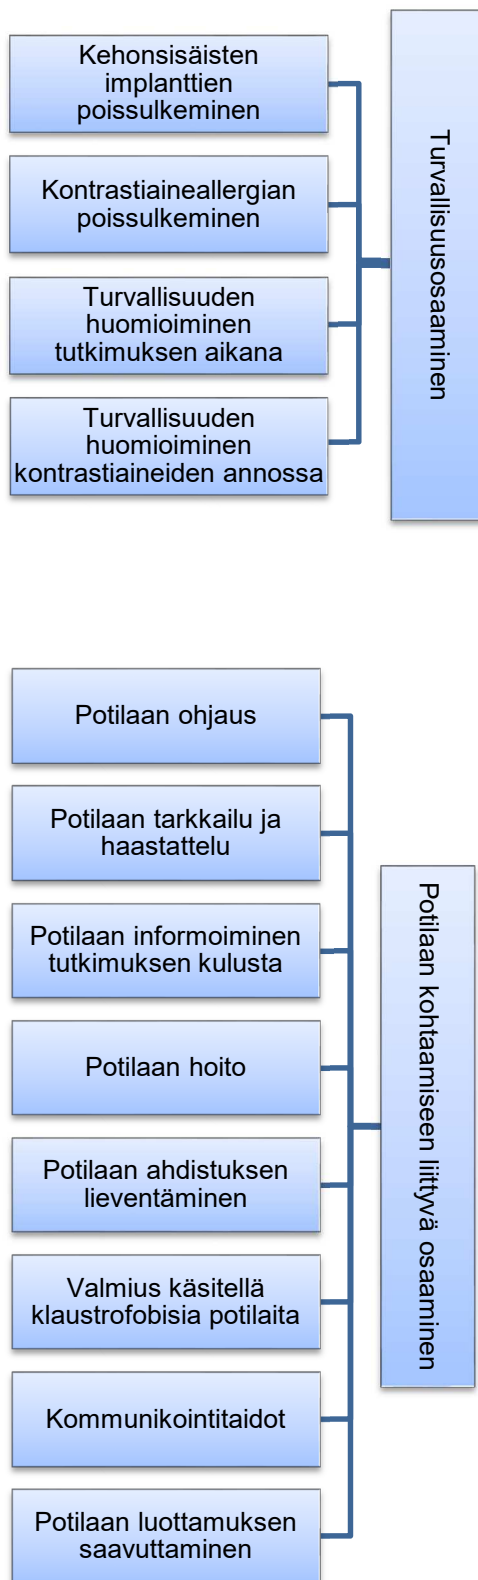 Kehonsisäisten
implanttien
poissulkeminen
Kontrastiaineallergian
poissulkeminen
Turvallisuuden
huomioiminen
tutkimuksen aikana
Turvallisuuden
huomioiminen
kontrastiaineiden annossa
Turvallisuusosaaminen
Potilaan ohjaus
Potilaan tarkkailu ja
haastattelu
Potilaan informoiminen
tutkimuksen kulusta
Potilaan hoito
Potilaan ahdistuksen
lieventäminen
Valmius käsitellä
klaustrofobisia potilaita
Kommunikointitaidot
Potilaan luottamuksen
saavuttaminen
Potilaan kohtaamiseen liittyvä osaaminen